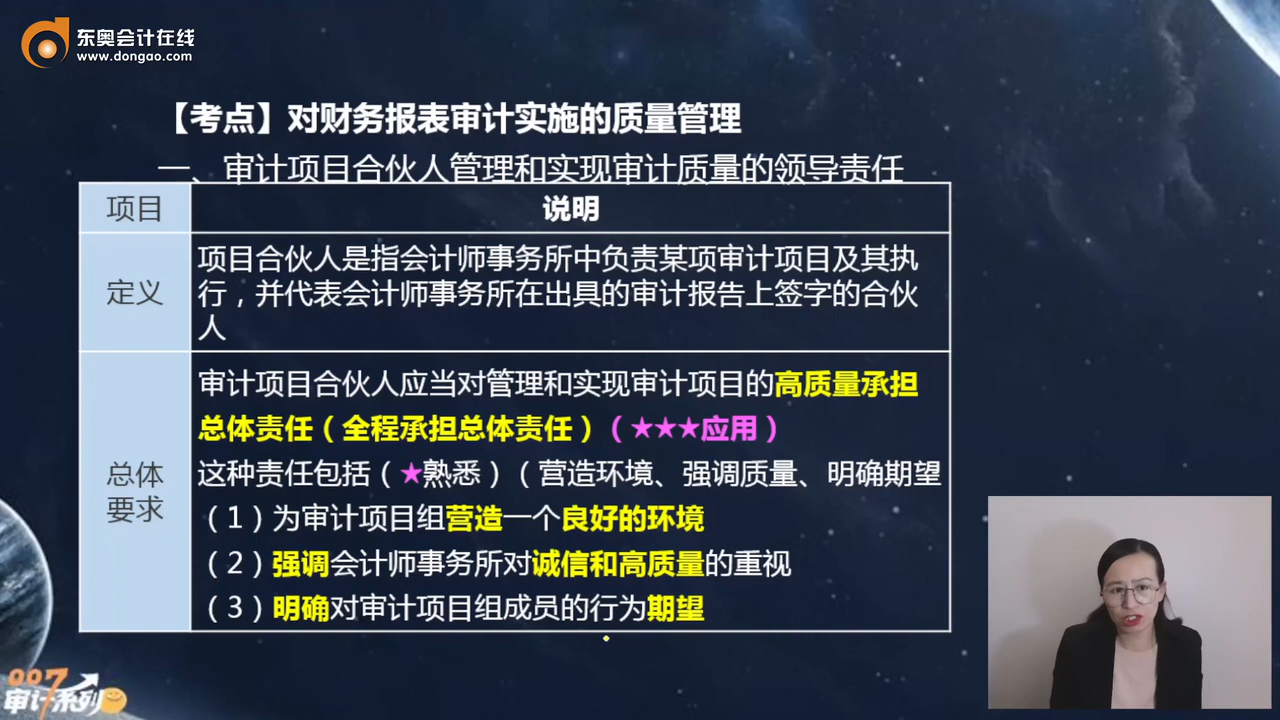 东奥会计在线
www.dongao.com
【考点】对财务报表审计实施的质量管理
一、审计项目合伙人管理和实现审计质量的领导责任
项目
说明
定义
项目合伙人是指会计师事务所中负责某项审计项目及其执
行，并代表会计师事务所在出具的审计报告上签字的合伙
人
总体
要求
审计项目合伙人应当对管理和实现审计项目的高质量承担
总体责任（全程承担总体责任）（★★★应用）
这种责任包括（★熟悉）（营造环境、强调质量、明确期望
（1）为审计项目组营造一个良好的环境
（2）强调会计师事务所对诚信和高质量的重视
（3）明确对审计项目组成员的行为期望
007
审计系列